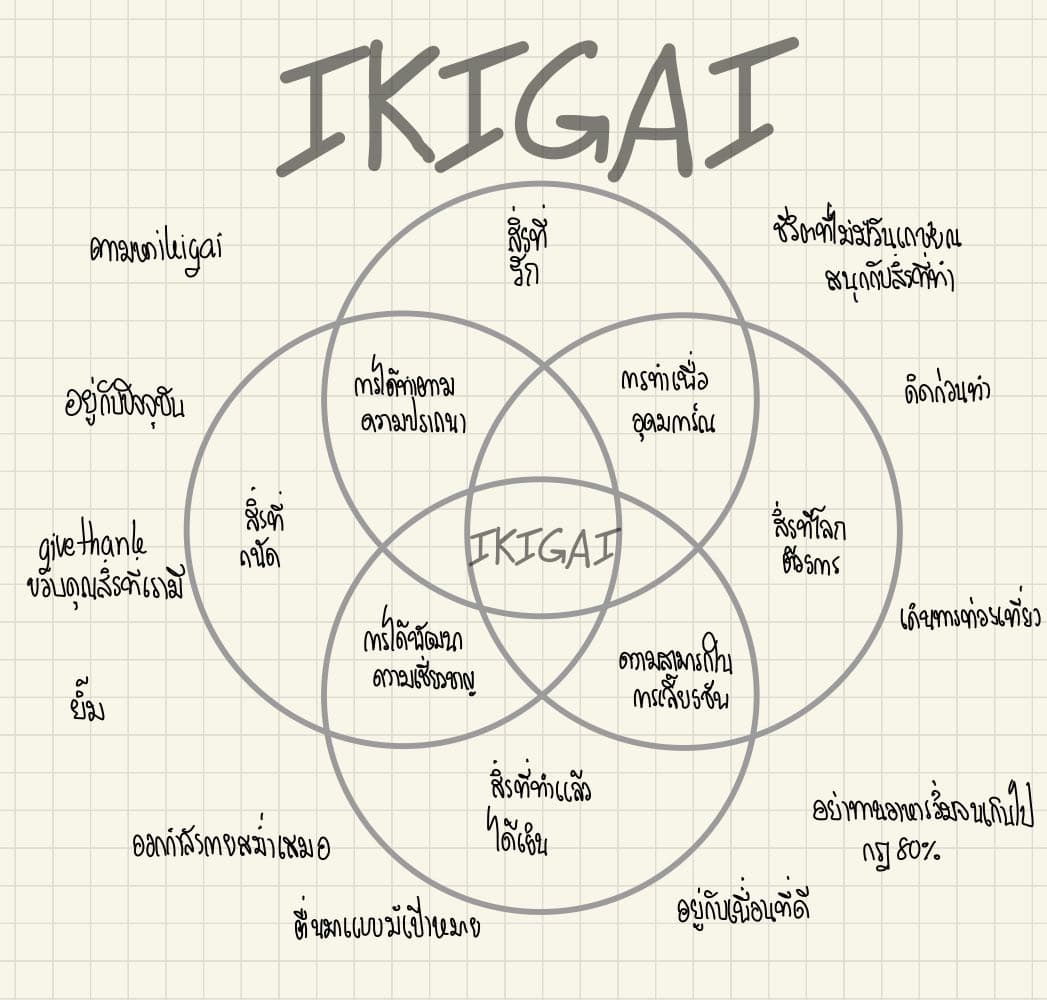 IKIGAI
สิ่งที่
รัก
ตามหาikigai
ชีวิตที่ไม่มีวันเกษียณ
สนุกกับสิ่งที่ทำ
การได้ทำตาม
ความปรารถนา
การทำเพื่อ
อุดมการณ์
อยู่กับปัจจุบัน
คิดก่อนทำ
สิ่งที่
ถนัด
IKIGAI
สิ่งที่โลก
ต้องการ
give thank
ขอบคุณสิ่งที่เรามี
การได้พัฒนา
ความเชี่ยวชาญ
ความสามารถใน
การเลี้ยงชีพ
เดินทางท่องเที่ยว
ยิ้ม
สิ่งที่ทำแล้ว
ได้เงิน
อย่าทานอาหารอิ่มจนเกินไป
กฎ 80%
ออกกำลังกายสม่ำเสมอ
ตื่นมาแบบมีเป้าหมาย
อยู่กับเพื่อนที่ดี